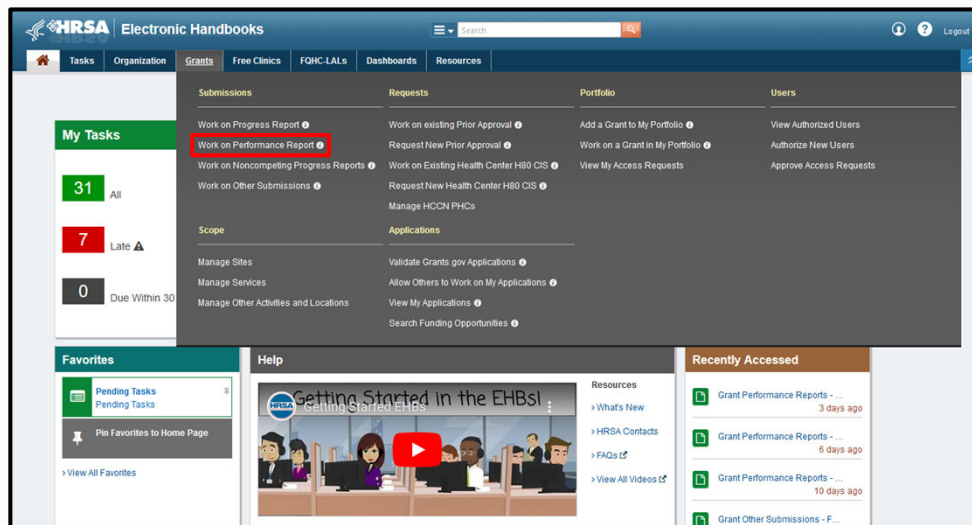 HRSA Electronic Handbooks
Search
Logout
Tasks Organization Grants Free Clinics FQHC-LALs Dashboards Resources
Submissions
Work on Progress Report
Work on Performance Report
Work on Noncompeting Progress Reports
Work on Other Submissions
Requests
Work on existing Prior Approval
Request New Prior Approval
Work on Existing Health Center H80 CIS
Request New Health Center H80 CIS
Manage HCCN PHCs
Portfolio
Add a Grant to My Portfolio
Work on a Grant in My Portfolio
View My Access Requests
Users
View Authorized Users
Authorize New Users
Approve Access Requests
Scope
Manage Sites
Manage Services
Manage Other Activities and Locations
Applications
Validate Grants.gov Applications
Allow Others to Work on My Applications
View My Applications
Search Funding Opportunities
My Tasks
31 All
7 Late
0 Due Within 30
Favorites
Pending Tasks
Pending Tasks
Pin Favorites to Home Page
> View All Favorites
Help
Getting Started in the EHBs!
HRSA Getting Started EHBs
Resources
> What's New
> HRSA Contacts
> FAQs
> View All Videos
Recently Accessed
Grant Performance Reports - ...
3 days ago
Grant Performance Reports - ...
6 days ago
Grant Performance Reports - ...
10 days ago
Grant Other Submissions - F...